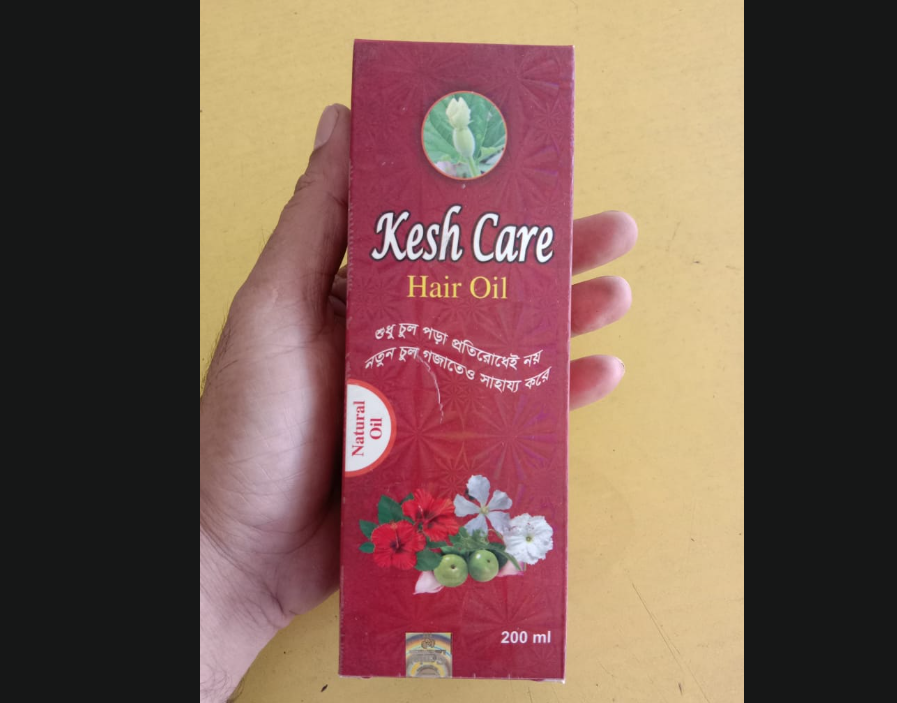 Kesh Care
Hair Oil
শুধু চুল পড়া প্রতিরোধেই নয়
নতুন চুল গজাতেও সাহায্য করে
Natural
Oil
200 ml